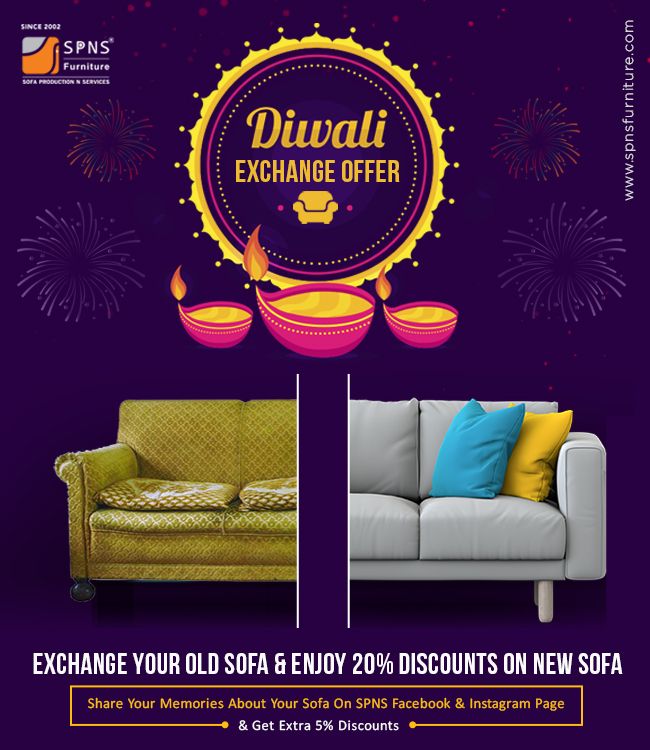 SINCE 2002
SPNS®
Furniture
SOFA PRODUCTION N SERVICES
www.spnsfurniture.com
Diwali
EXCHANGE OFFER
EXCHANGE YOUR OLD SOFA & ENJOY 20% DISCOUNTS ON NEW SOFA
Share Your Memories About Your Sofa On SPNS Facebook & Instagram Page
& Get Extra 5% Discounts